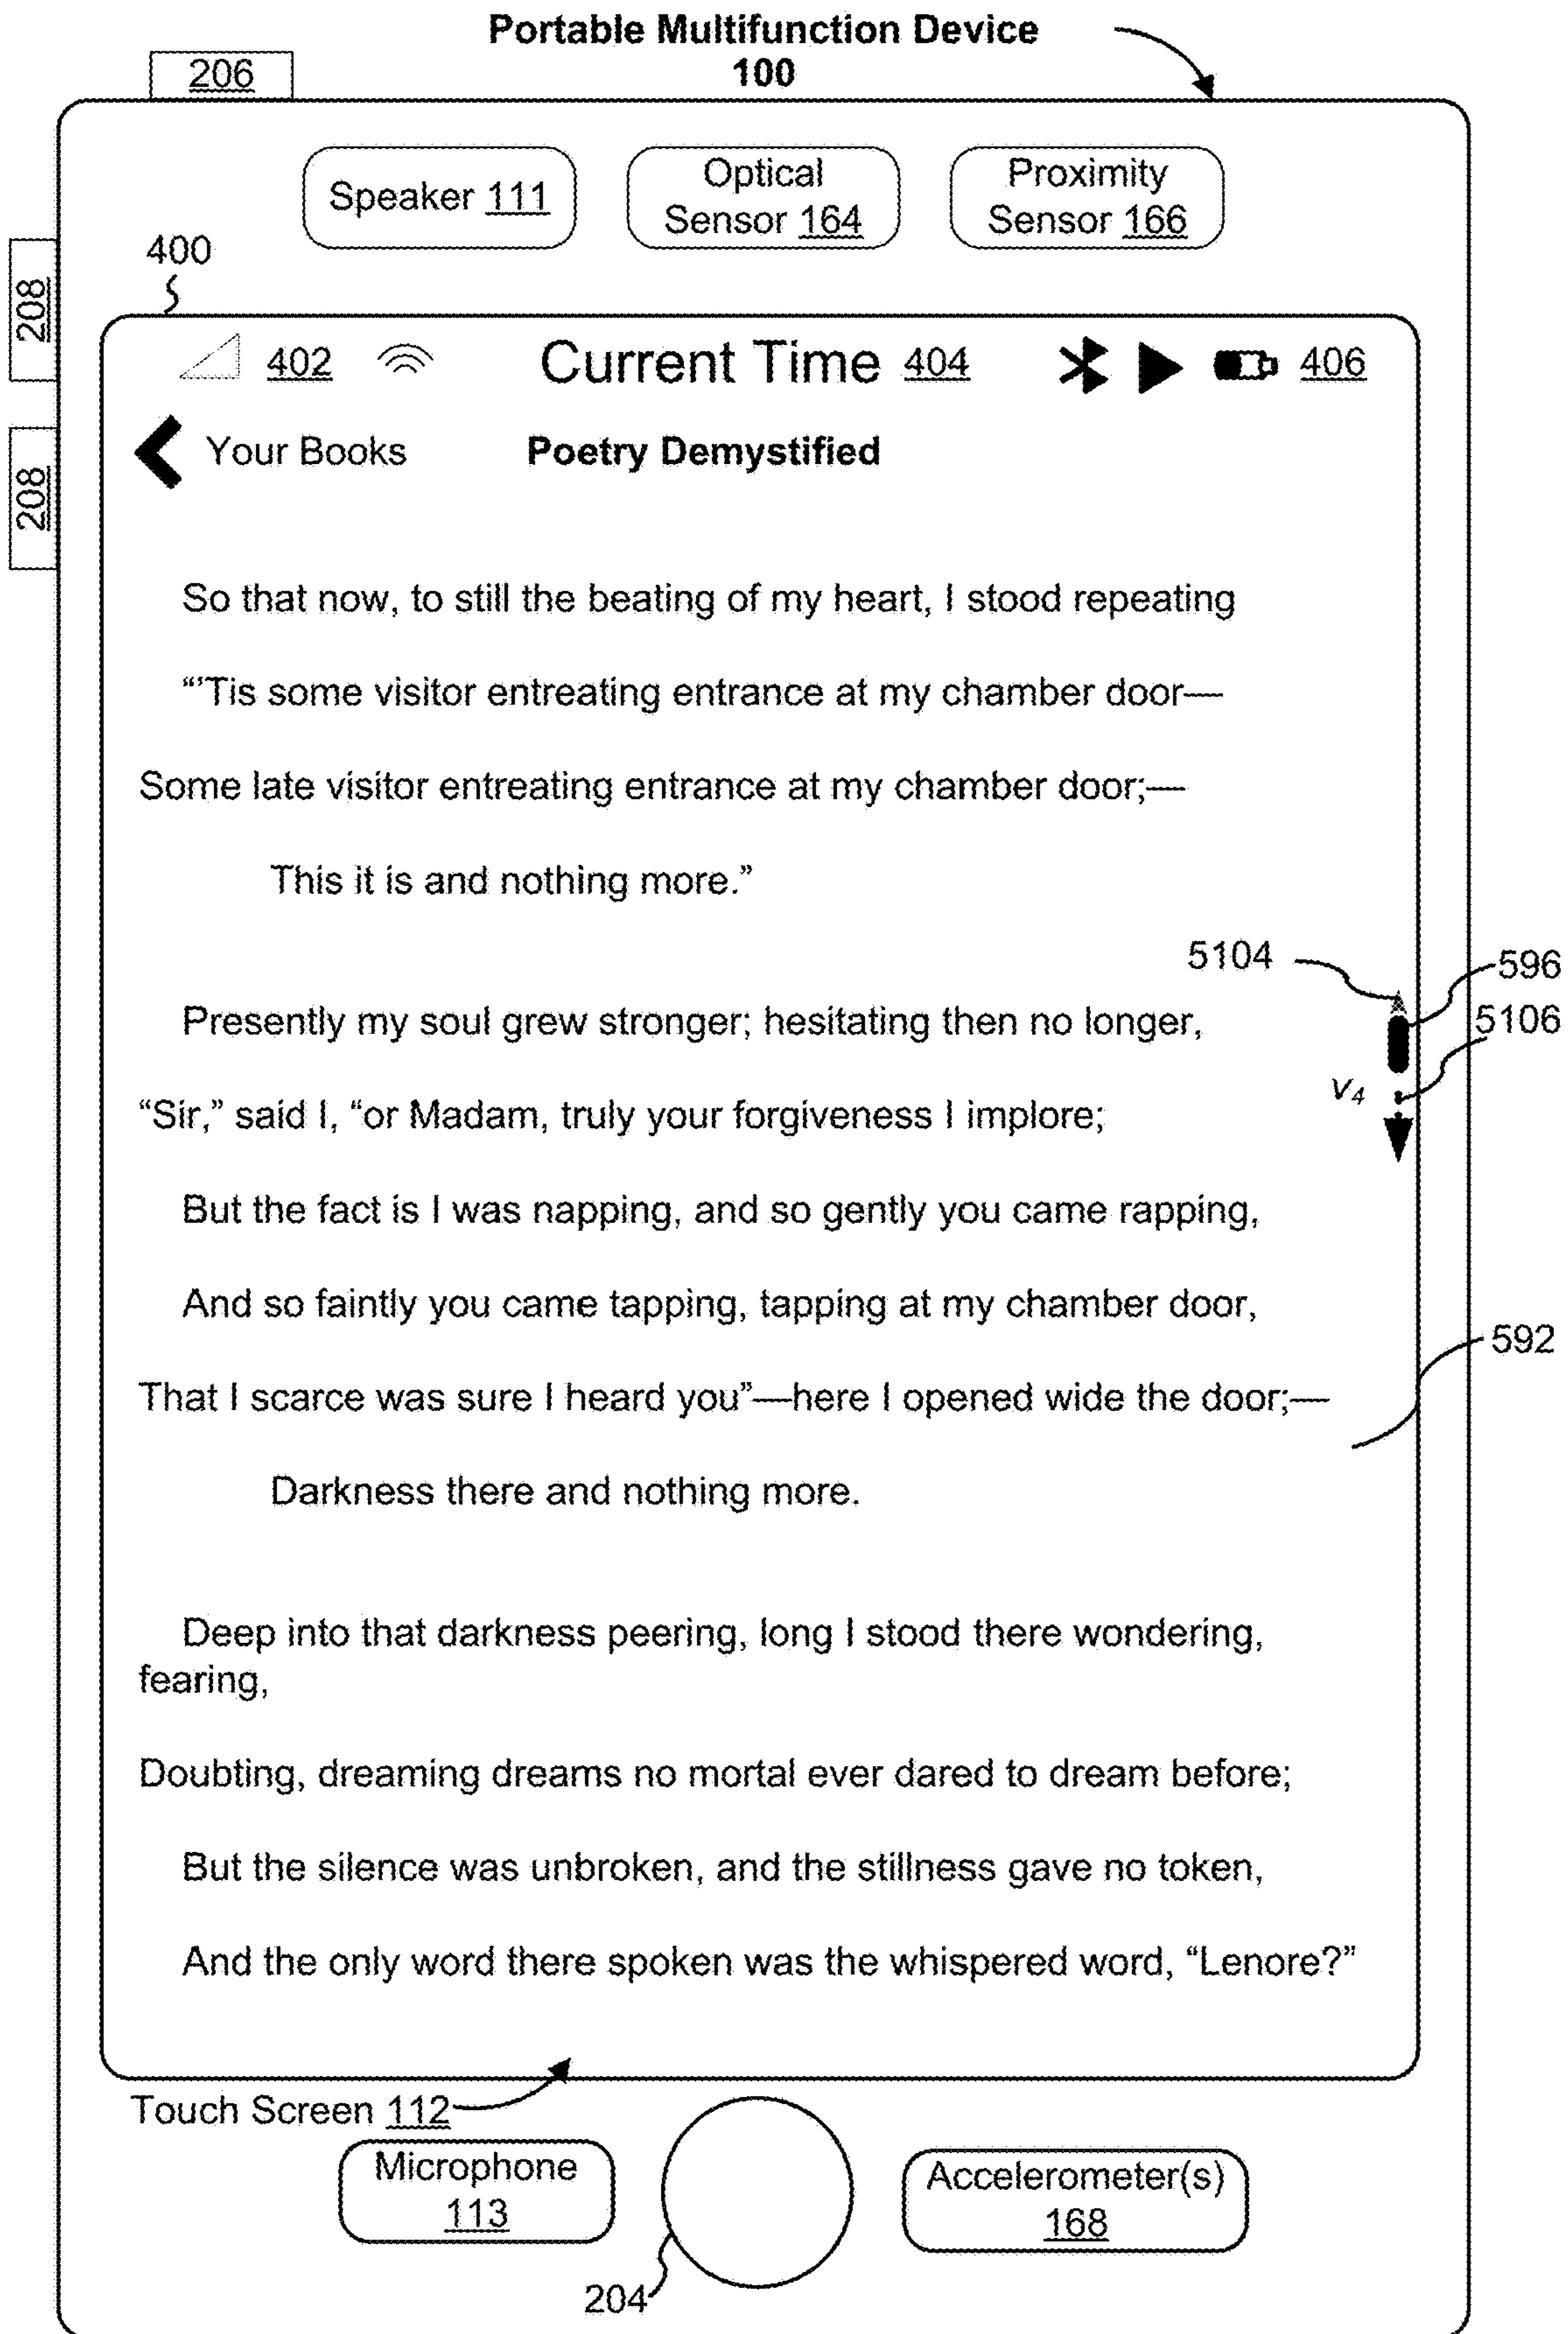 Portable Multifunction Device
100
206
Speaker 111
Optical
Sensor 164
Proximity
Sensor 166
208
208
400
402 Current Time 404 406
Your Books Poetry Demystified
So that now, to still the beating of my heart, I stood repeating
“’Tis some visitor entreating entrance at my chamber door—
Some late visitor entreating entrance at my chamber door;—
This it is and nothing more.”
5104
596
5106
Presently my soul grew stronger; hesitating then no longer,
v4
“Sir,” said I, “or Madam, truly your forgiveness I implore;
But the fact is I was napping, and so gently you came rapping,
And so faintly you came tapping, tapping at my chamber door,
592
That I scarce was sure I heard you”—here I opened wide the door;—
Darkness there and nothing more.
Deep into that darkness peering, long I stood there wondering,
fearing,
Doubting, dreaming dreams no mortal ever dared to dream before;
But the silence was unbroken, and the stillness gave no token,
And the only word there spoken was the whispered word, “Lenore?”
Touch Screen 112
Microphone
113
Accelerometer(s)
168
204